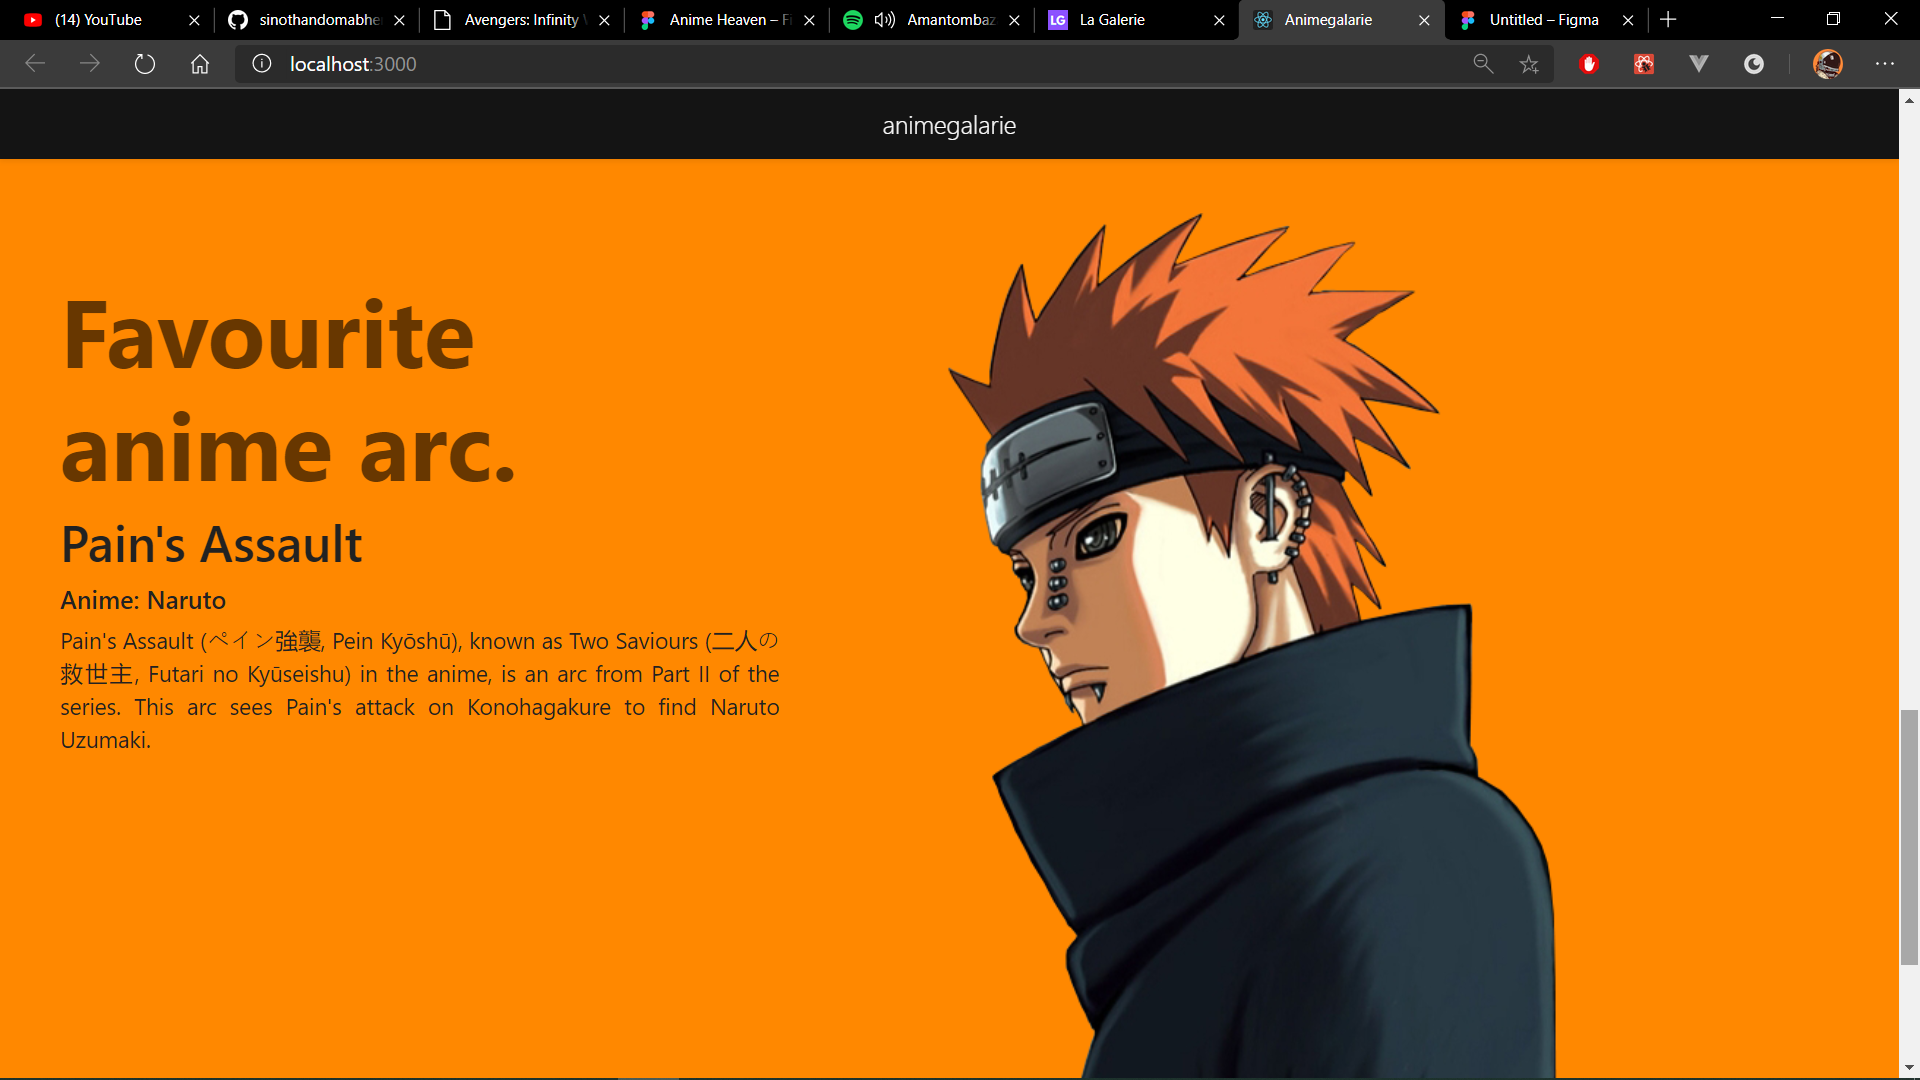 (14) YouTube
sinothandomabhe
Avengers: Infinity
Anime Heaven – Fi
Amantombaz
LG La Galerie
Animegalarie
Untitled – Figma
localhost:3000
animegalarie
Favourite
anime arc.
Pain's Assault
Anime: Naruto
Pain's Assault (ペイン強襲, Pein Kyōshū), known as Two Saviours (二人の
救世主, Futari no Kyūseishu) in the anime, is an arc from Part II of the
series. This arc sees Pain's attack on Konohagakure to find Naruto
Uzumaki.